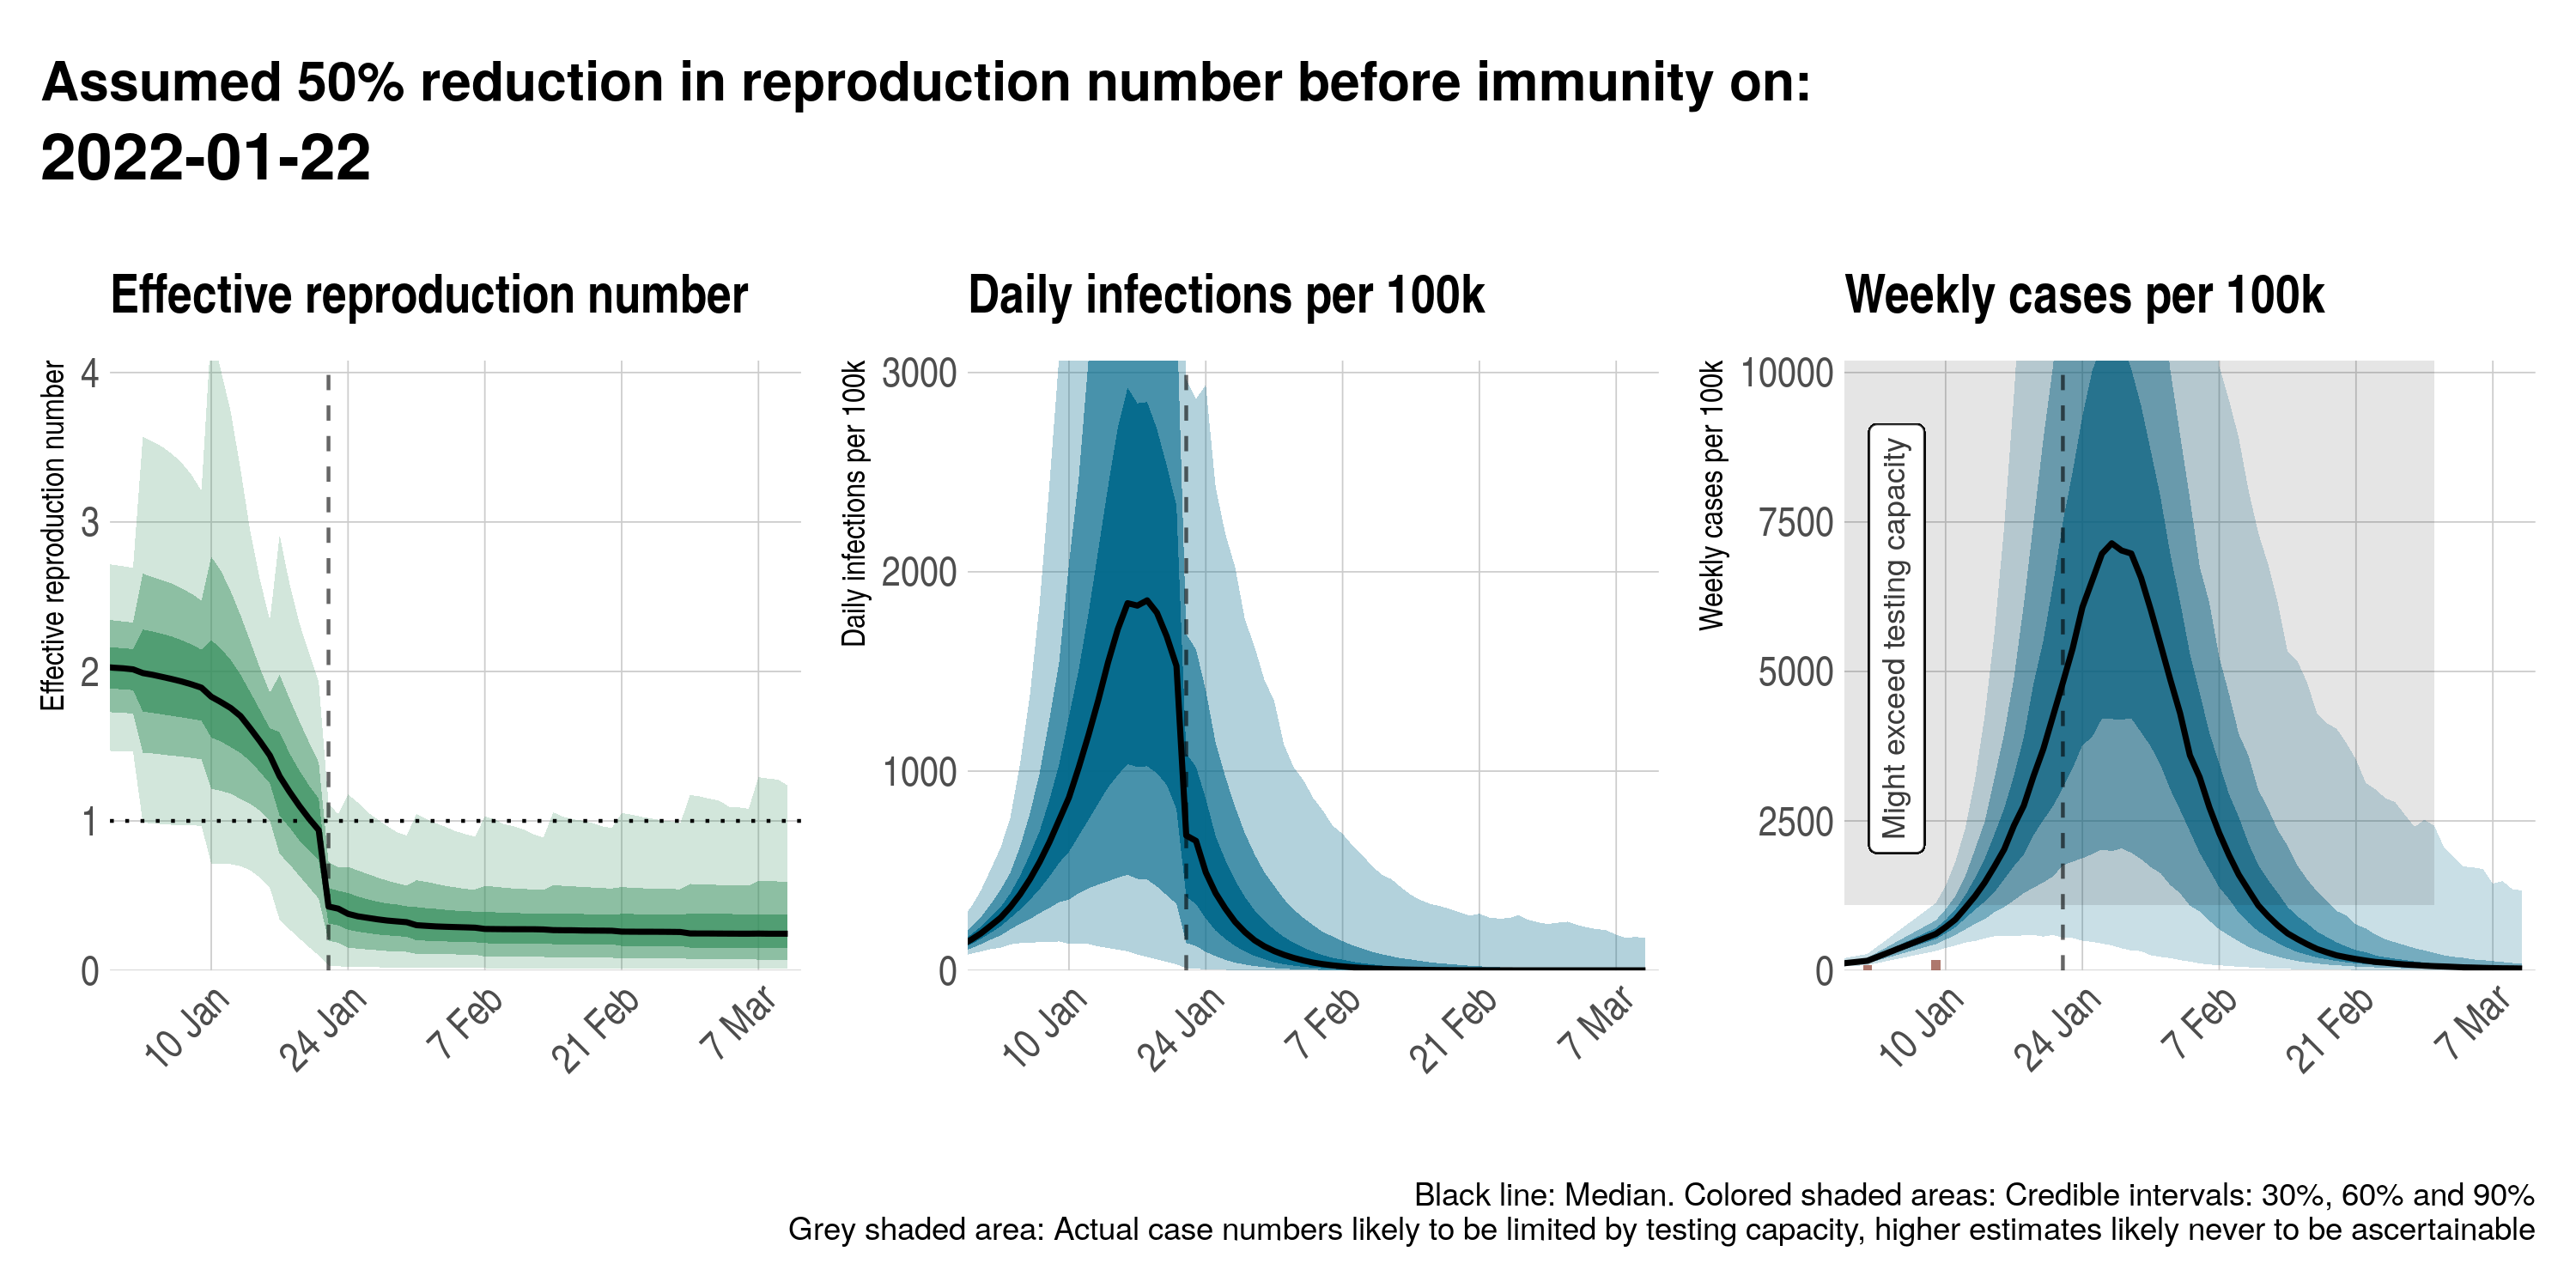 Assumed 50% reduction in reproduction number before immunity on:
2022-01-22
Effective reproduction number
Effective reproduction number
4
3
2
1
0
10 Jan
24 Jan
7 Feb
21 Feb
7 Mar
Daily infections per 100k
Daily infections per 100k
3000
2000
1000
0
10 Jan
24 Jan
7 Feb
21 Feb
7 Mar
Weekly cases per 100k
Weekly cases per 100k
10000
7500
5000
2500
0
Might exceed testing capacity
10 Jan
24 Jan
7 Feb
21 Feb
7 Mar
Black line: Median. Colored shaded areas: Credible intervals: 30%, 60% and 90%
Grey shaded area: Actual case numbers likely to be limited by testing capacity, higher estimates likely never to be ascertainable